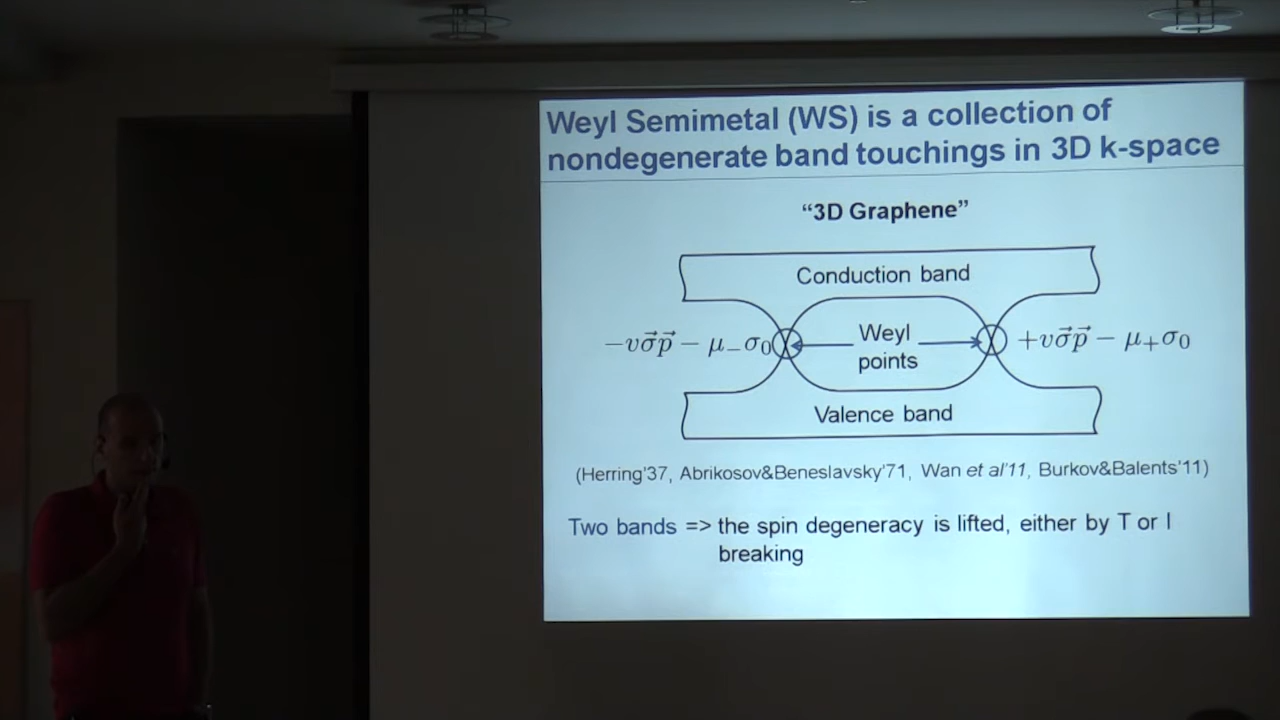 Weyl Semimetal (WS) is a collection of
nondegenerate band touchings in 3D k-space
“3D Graphene”
Conduction band
−vσ⃗p⃗ − μ₋σ₀
Weyl
points
+vσ⃗p⃗ − μ₊σ₀
Valence band
(Herring'37, Abrikosov&Beneslavsky'71, Wan et al'11, Burkov&Balents'11)
Two bands => the spin degeneracy is lifted, either by T or I
breaking